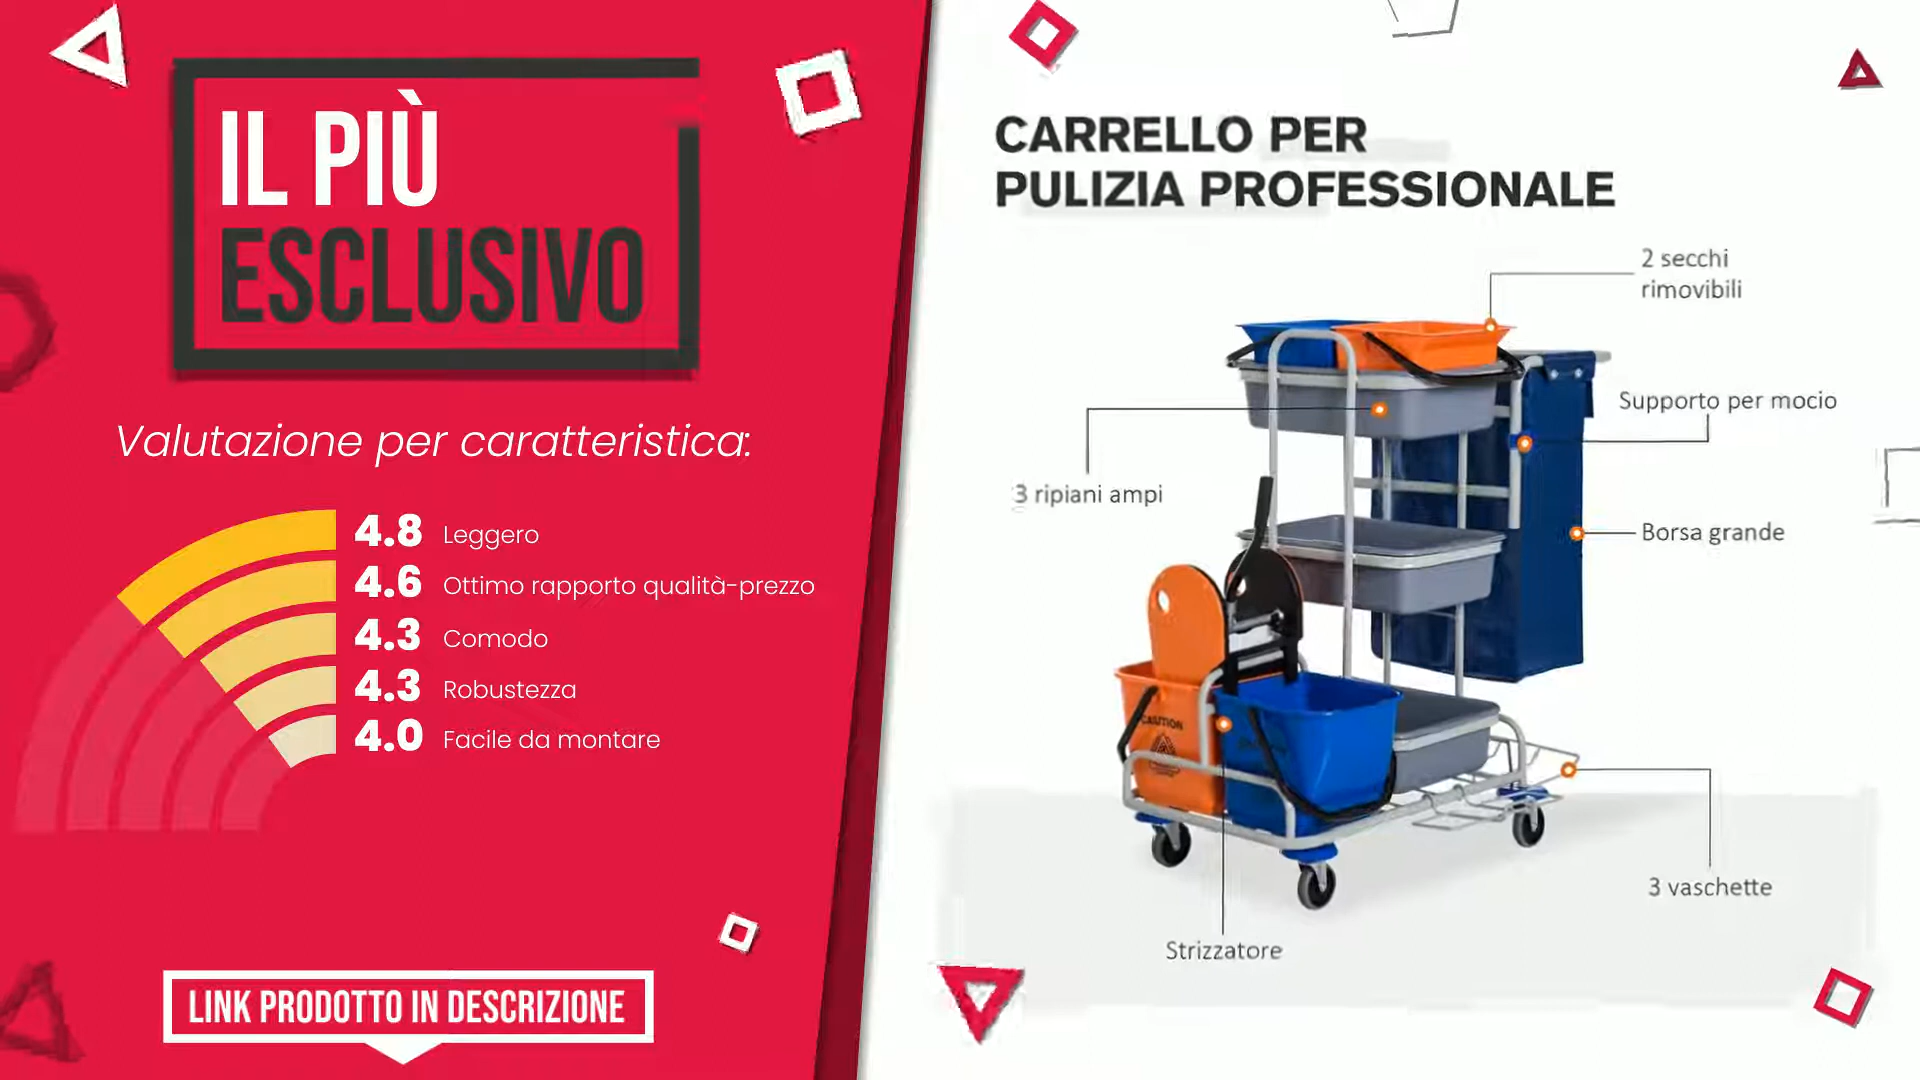 IL PIÙ
ESCLUSIVO
Valutazione per caratteristica:
4.8 Leggero
4.6 Ottimo rapporto qualità-prezzo
4.3 Comodo
4.3 Robustezza
4.0 Facile da montare
LINK PRODOTTO IN DESCRIZIONE
CARRELLO PER
PULIZIA PROFESSIONALE
2 secchi
rimovibili
Supporto per mocio
3 ripiani ampi
Borsa grande
CAUTION
3 vaschette
Strizzatore